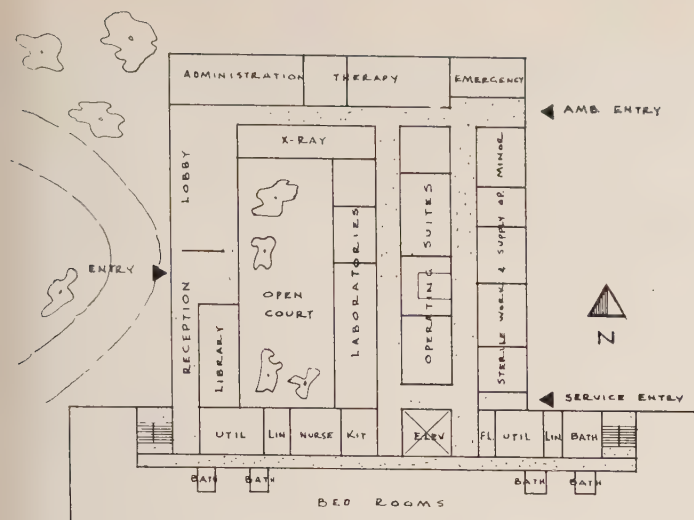 ADMINISTRATION THERAPY EMERGENCY
AMB. ENTRY
X-RAY
LOBBY
ENTRY
RECEPTION
LIBRARY
OPEN
COURT
LABORATORIES
OPERATING SUITES
STERILE WORK & SUPPLY OP. MINOR
N
SERVICE ENTRY
UTIL LIN NURSE KIT ELEV FL. UTIL LIN BATH
BATH BATH BATH BATH
BED ROOMS